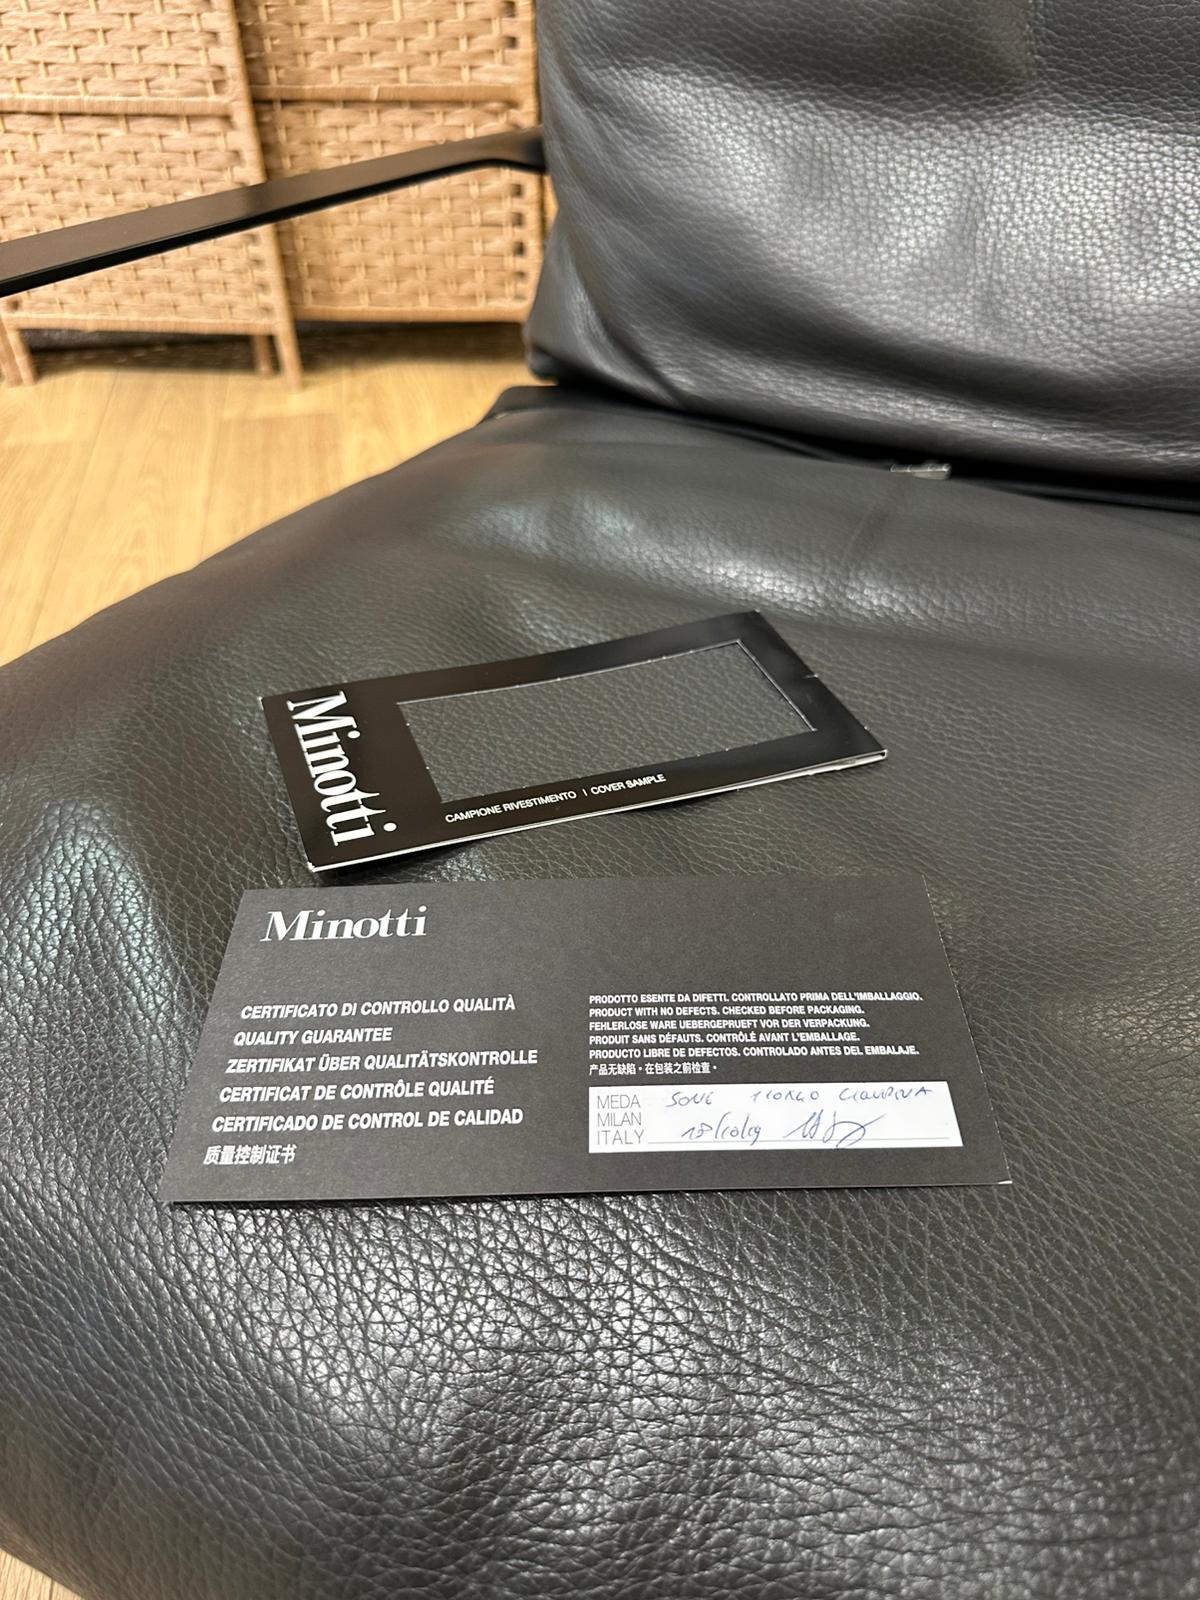 Minotti
CAMPIONE RIVESTIMENTO | COVER SAMPLE
Minotti
CERTIFICATO DI CONTROLLO QUALITÀ
QUALITY GUARANTEE
ZERTIFIKAT ÜBER QUALITÄTSKONTROLLE
CERTIFICAT DE CONTRÔLE QUALITÉ
CERTIFICADO DE CONTROL DE CALIDAD
质量控制证书
PRODOTTO ESENTE DA DIFETTI. CONTROLLATO PRIMA DELL'IMBALLAGGIO.
PRODUCT WITH NO DEFECTS. CHECKED BEFORE PACKAGING.
FEHLERLOSE WARE UEBERGEPRUEFT VOR DER VERPACKUNG.
PRODUIT SANS DÉFAUTS. CONTRÔLÉ AVANT L'EMBALLAGE.
PRODUCTO LIBRE DE DEFECTOS. CONTROLADO ANTES DEL EMBALAJE.
产品无缺陷。在包装之前检查。
MEDA
MILAN
ITALY